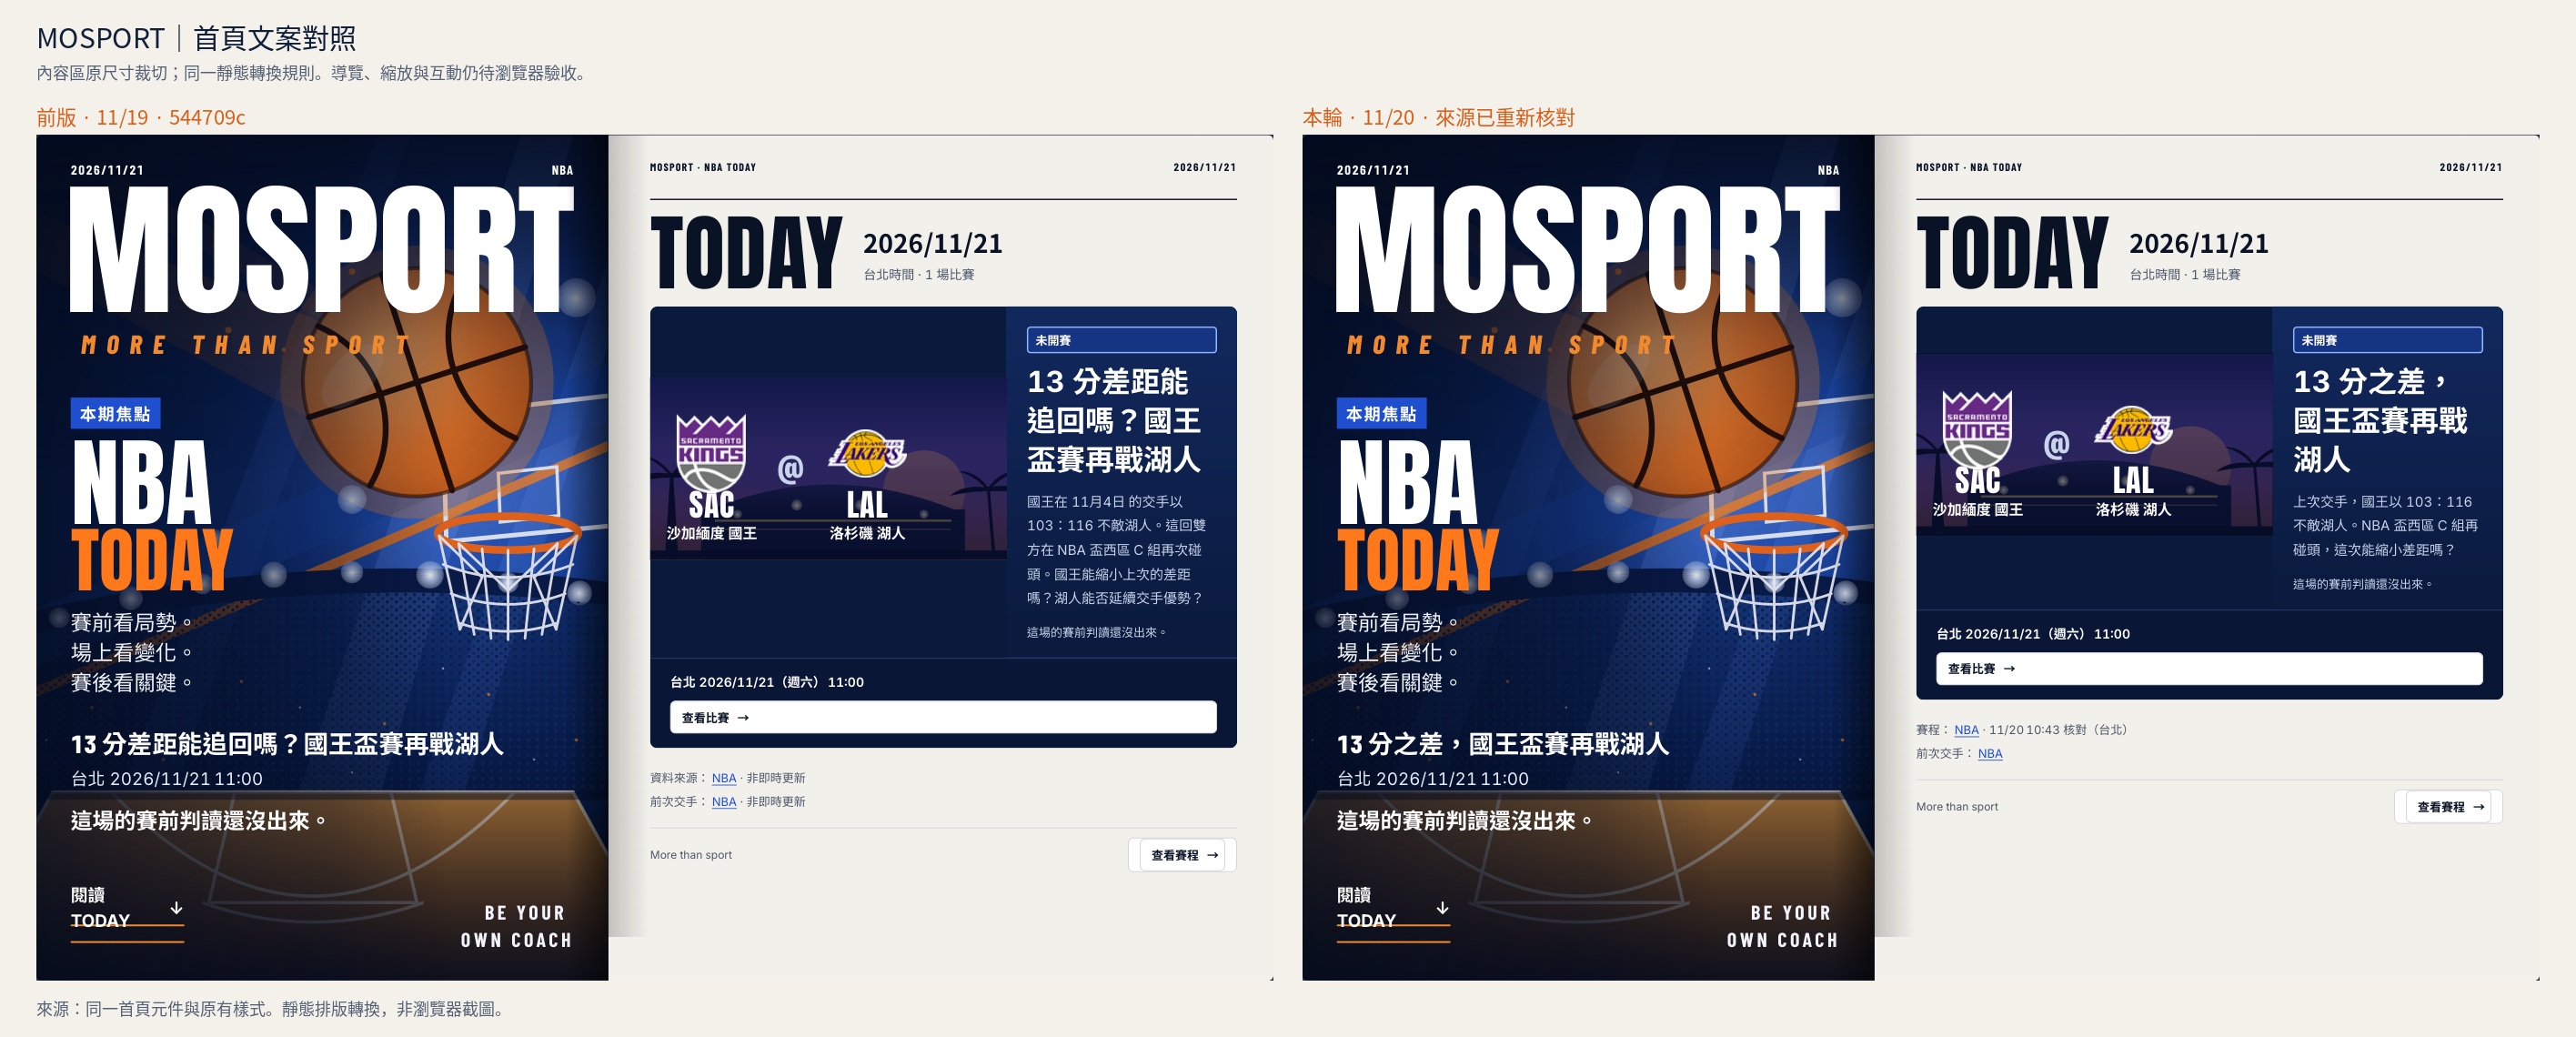 MOSPORT｜首頁文案對照
內容區原尺寸裁切；同一靜態轉換規則。導覽、縮放與互動仍待瀏覽器驗收。
前版 · 11/19 · 544709c
2026/11/21
NBA
MOSPORT
MORE THAN SPORT
本期焦點
NBA
TODAY
賽前看局勢。
場上看變化。
賽後看關鍵。
13 分差距能追回嗎？國王盃賽再戰湖人
台北 2026/11/21 11:00
這場的賽前判讀還沒出來。
閱讀
TODAY
↓
BE YOUR
OWN COACH
MOSPORT · NBA TODAY
2026/11/21
TODAY
2026/11/21
台北時間 · 1 場比賽
SACRAMENTO
KINGS
SAC
沙加緬度 國王
@
LOS ANGELES
LAKERS
LAL
洛杉磯 湖人
未開賽
13 分差距能
追回嗎？國王
盃賽再戰湖人
國王在 11月4日 的交手以
103：116 不敵湖人。這回雙
方在 NBA 盃西區 C 組再次碰
頭。國王能縮小上次的差距
嗎？湖人能否延續交手優勢？
這場的賽前判讀還沒出來。
台北 2026/11/21（週六） 11:00
查看比賽 →
資料來源： NBA · 非即時更新
前次交手： NBA · 非即時更新
More than sport
查看賽程 →
本輪 · 11/20 · 來源已重新核對
2026/11/21
NBA
MOSPORT
MORE THAN SPORT
本期焦點
NBA
TODAY
賽前看局勢。
場上看變化。
賽後看關鍵。
13 分之差，國王盃賽再戰湖人
台北 2026/11/21 11:00
這場的賽前判讀還沒出來。
閱讀
TODAY
↓
BE YOUR
OWN COACH
MOSPORT · NBA TODAY
2026/11/21
TODAY
2026/11/21
台北時間 · 1 場比賽
SACRAMENTO
KINGS
SAC
沙加緬度 國王
@
LOS ANGELES
LAKERS
LAL
洛杉磯 湖人
未開賽
13 分之差，
國王盃賽再戰
湖人
上次交手，國王以 103：116
不敵湖人。NBA 盃西區 C 組再
碰頭，這次能縮小差距嗎？
這場的賽前判讀還沒出來。
台北 2026/11/21（週六） 11:00
查看比賽 →
賽程： NBA · 11/20 10:43 核對（台北）
前次交手： NBA
More than sport
查看賽程 →
來源：同一首頁元件與原有樣式。靜態排版轉換，非瀏覽器截圖。